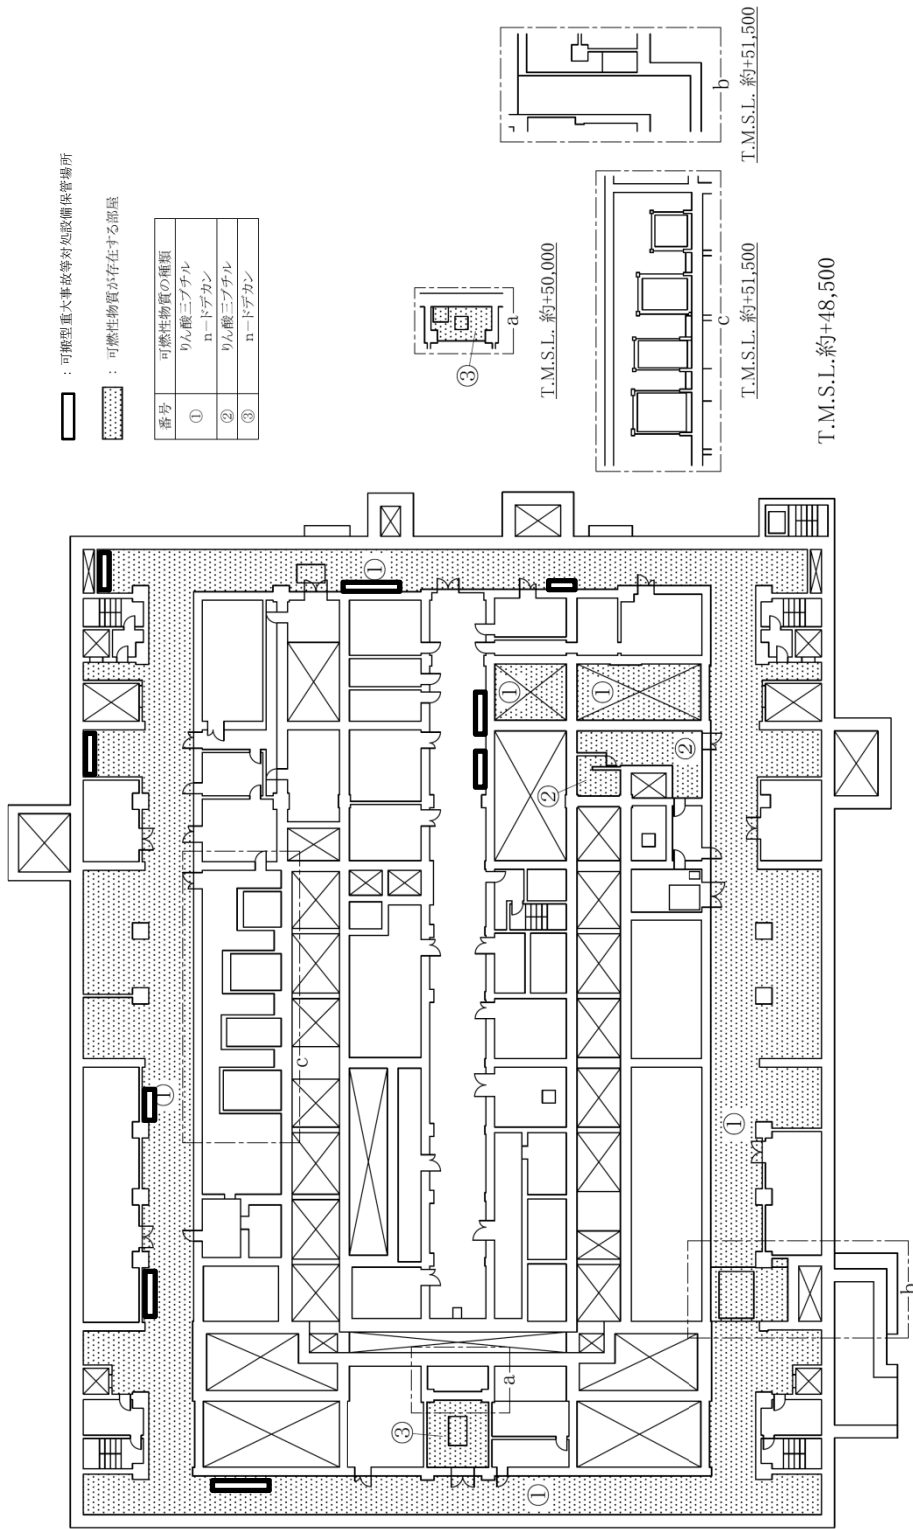 ：可搬型重大事故等対処設備保管場所
：可燃性物質が存在する部屋
番号 可燃性物質の種類
① りん酸三ブチル
n－ドデカン
② りん酸三ブチル
③ n－ドデカン
③
a
T.M.S.L. 約+50,000
b
T.M.S.L. 約+51,500
c
T.M.S.L. 約+51,500
T.M.S.L.約+48,500
①
①
①
①
②
②
①
①
c
③
a
①
b